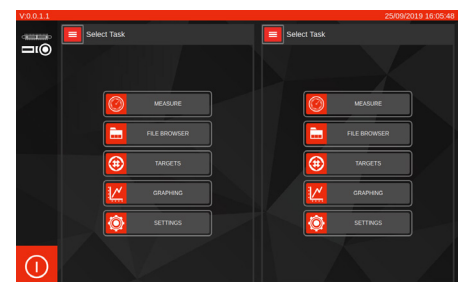 V:0.0.1.1 25/09/2019 16:05:48
Select Task
MEASURE
FILE BROWSER
TARGETS
GRAPHING
SETTINGS
Select Task
MEASURE
FILE BROWSER
TARGETS
GRAPHING
SETTINGS